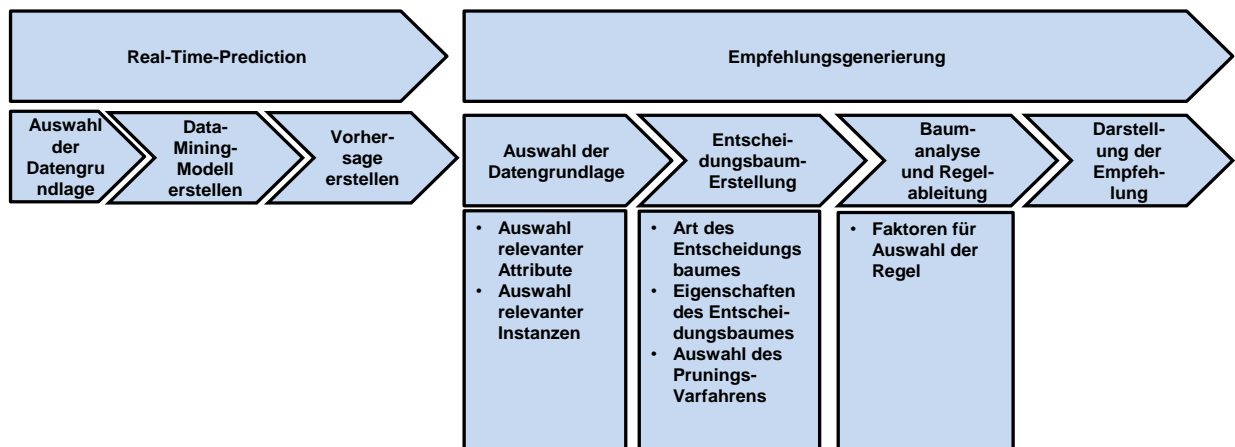 Real-Time-Prediction
Empfehlungsgenerierung
Auswahl
der
Datengru
ndlage
Data-
Mining-
Modell
erstellen
Vorher-
sage
erstellen
Auswahl der
Datengrundlage
Entschei-
dungsbaum-
Erstellung
Baum-
analyse
und Regel-
ableitung
Darstell-
ung der
Empfeh-
lung
• Auswahl
relevanter
Attribute
• Auswahl
relevanter
Instanzen
• Art des
Entscheidungs
baumes
• Eigenschaften
des Entschei-
dungsbaumes
• Auswahl des
Prunings-
Varfahrens
• Faktoren für
Auswahl der
Regel